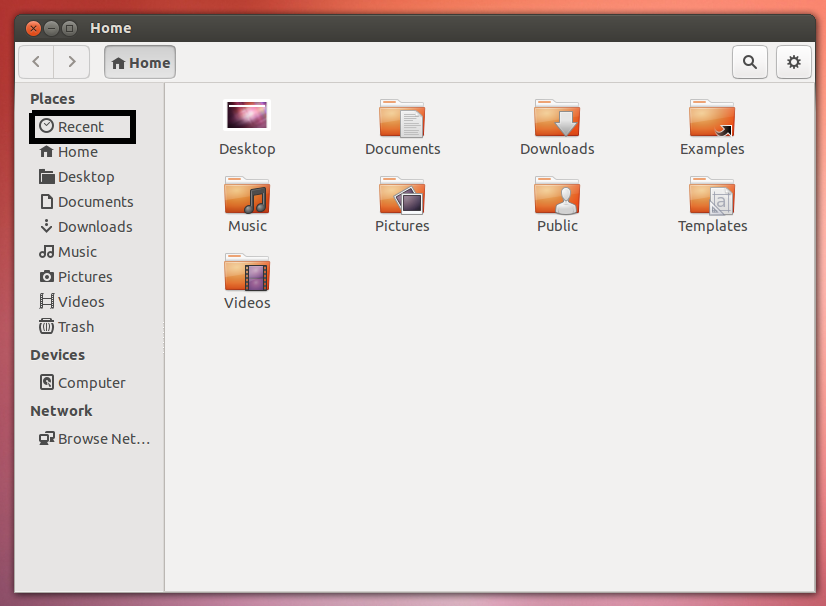 Home
Home
Places
Recent
Home
Desktop
Documents
Downloads
Music
Pictures
Videos
Trash
Devices
Computer
Network
Browse Net...
Desktop
Documents
Downloads
Examples
Music
Pictures
Public
Templates
Videos